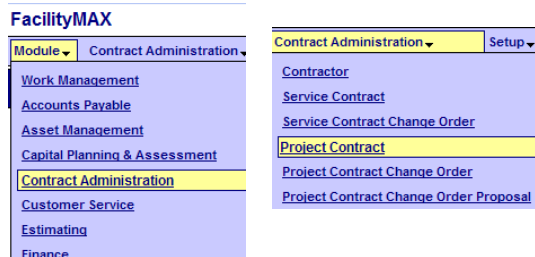 FacilityMAX
Module Contract Administration
Work Management
Accounts Payable
Asset Management
Capital Planning & Assessment
Contract Administration
Customer Service
Estimating
Finance
Contract Administration Setup
Contractor
Service Contract
Service Contract Change Order
Project Contract
Project Contract Change Order
Project Contract Change Order Proposal